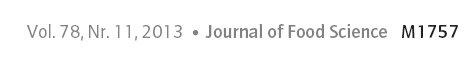 Vol. 78, Nr. 11, 2013 • Journal of Food Science M1757